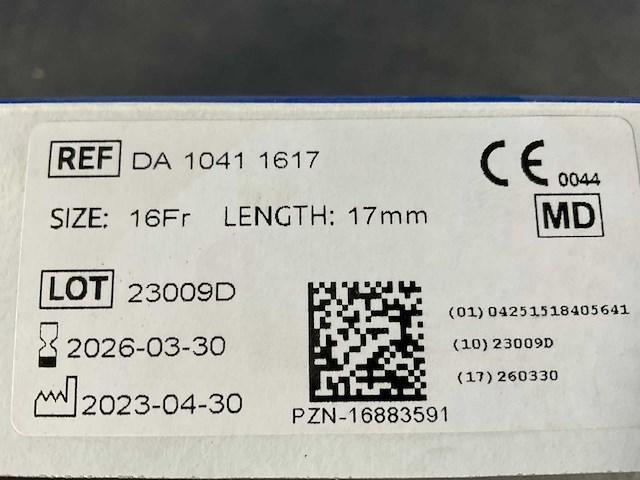 REF DA 1041 1617
CE 0044
SIZE: 16Fr LENGTH: 17mm
MD
LOT 23009D
2026-03-30
2023-04-30
(01)04251518405641
(10)23009D
(17)260330
PZN-16883591